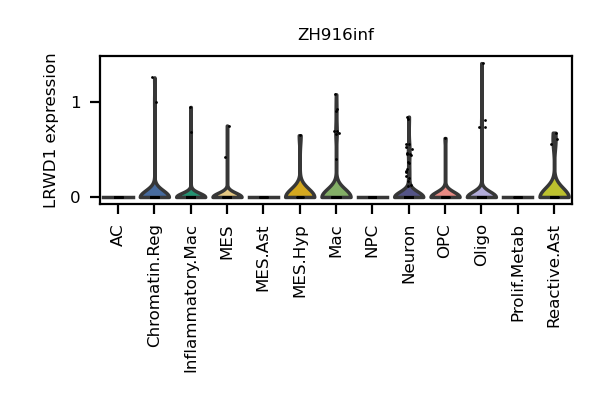 ZH916inf
LRWD1 expression
1
0
AC
Chromatin.Reg
Inflammatory.Mac
MES
MES.Ast
MES.Hyp
Mac
NPC
Neuron
OPC
Oligo
Prolif.Metab
Reactive.Ast